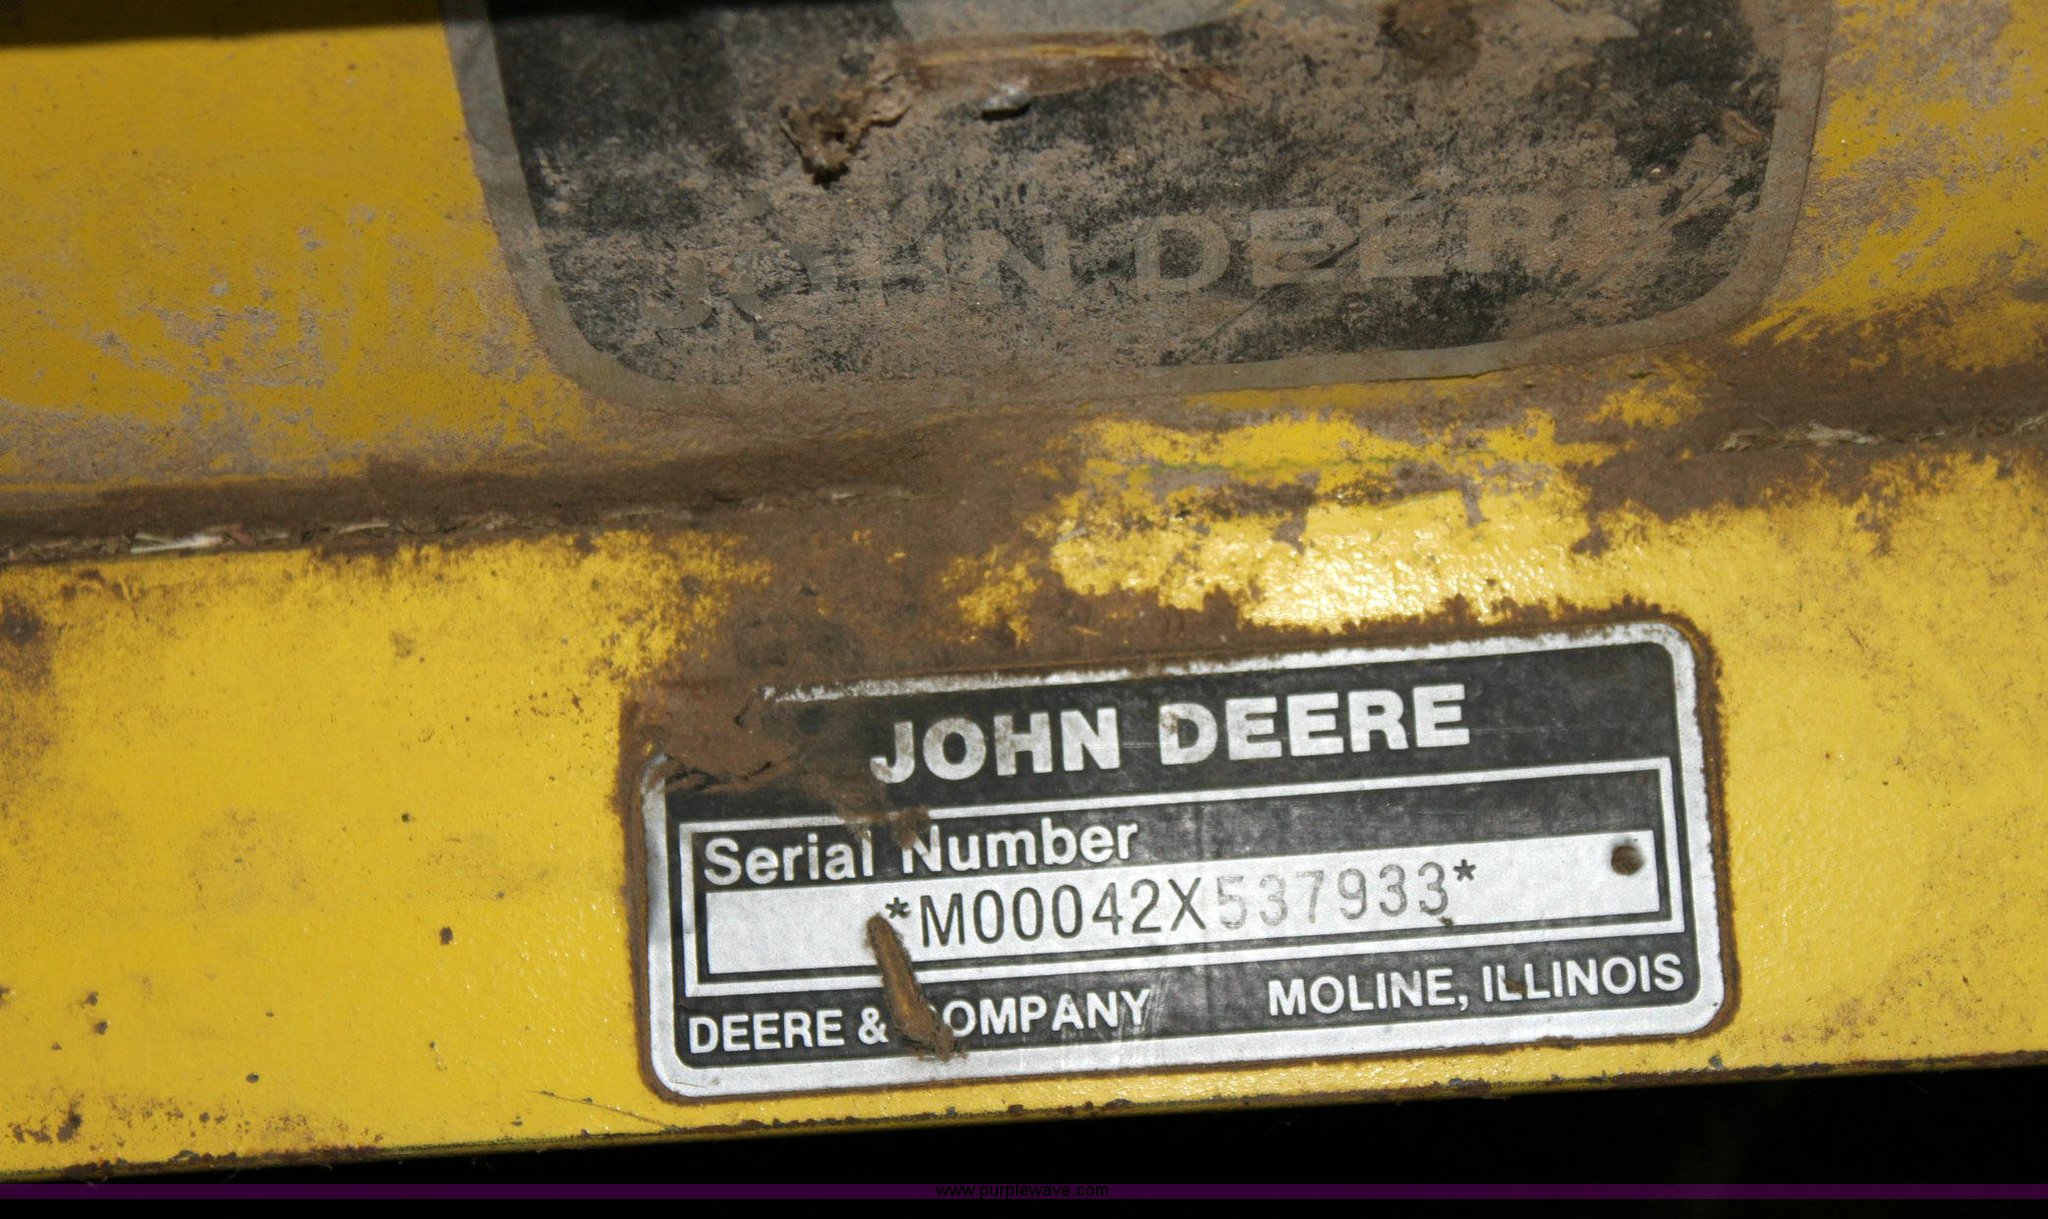 JOHN DEERE
JOHN DEERE
Serial Number
*M00042X537933*
DEERE & COMPANY MOLINE, ILLINOIS
www.purplewave.com